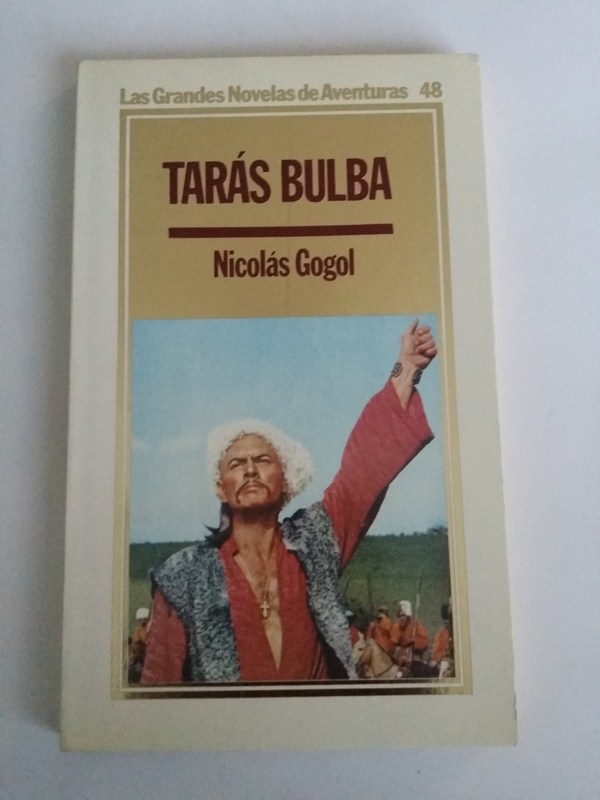 Las Grandes Novelas de Aventuras 48
TARÁS BULBA
Nicolás Gogol